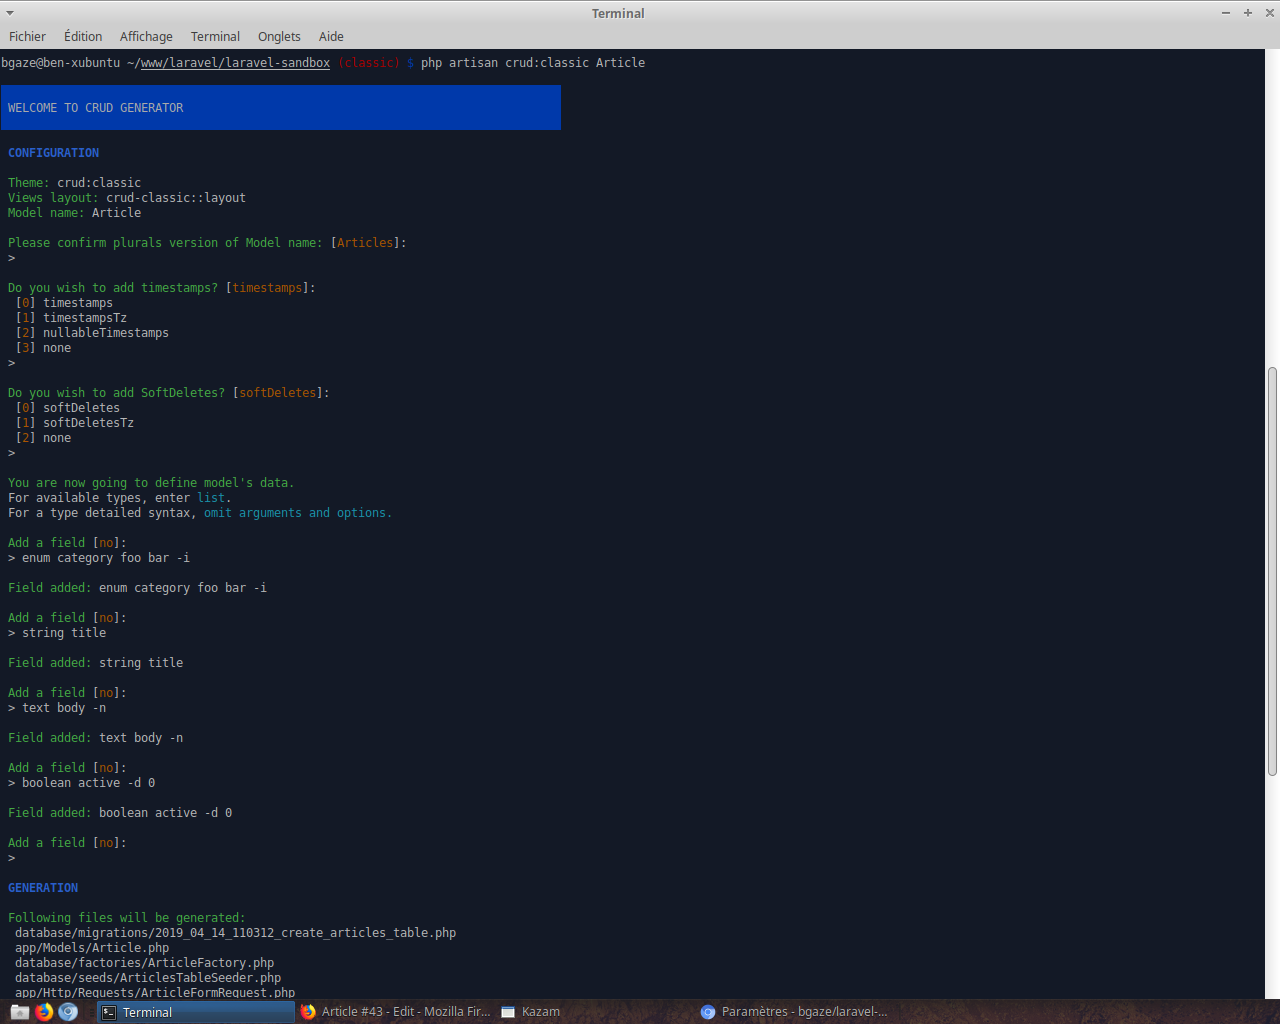 Terminal
Fichier Édition Affichage Terminal Onglets Aide
bgaze@ben-xubuntu ~/www/laravel/laravel-sandbox (classic) $ php artisan crud:classic Article
WELCOME TO CRUD GENERATOR
CONFIGURATION
Theme: crud:classic
Views layout: crud-classic::layout
Model name: Article
Please confirm plurals version of Model name: [Articles]:
>
Do you wish to add timestamps? [timestamps]:
[0] timestamps
[1] timestampsTz
[2] nullableTimestamps
[3] none
>
Do you wish to add SoftDeletes? [softDeletes]:
[0] softDeletes
[1] softDeletesTz
[2] none
>
You are now going to define model's data.
For available types, enter list.
For a type detailed syntax, omit arguments and options.
Add a field [no]:
> enum category foo bar -i
Field added: enum category foo bar -i
Add a field [no]:
> string title
Field added: string title
Add a field [no]:
> text body -n
Field added: text body -n
Add a field [no]:
> boolean active -d 0
Field added: boolean active -d 0
Add a field [no]:
>
GENERATION
Following files will be generated:
database/migrations/2019_04_14_110312_create_articles_table.php
app/Models/Article.php
database/factories/ArticleFactory.php
database/seeds/ArticlesTableSeeder.php
app/Http/Requests/ArticleFormRequest.php
Terminal Article #43 - Edit - Mozilla Fir... Kazam Paramètres - bgaze/laravel-...